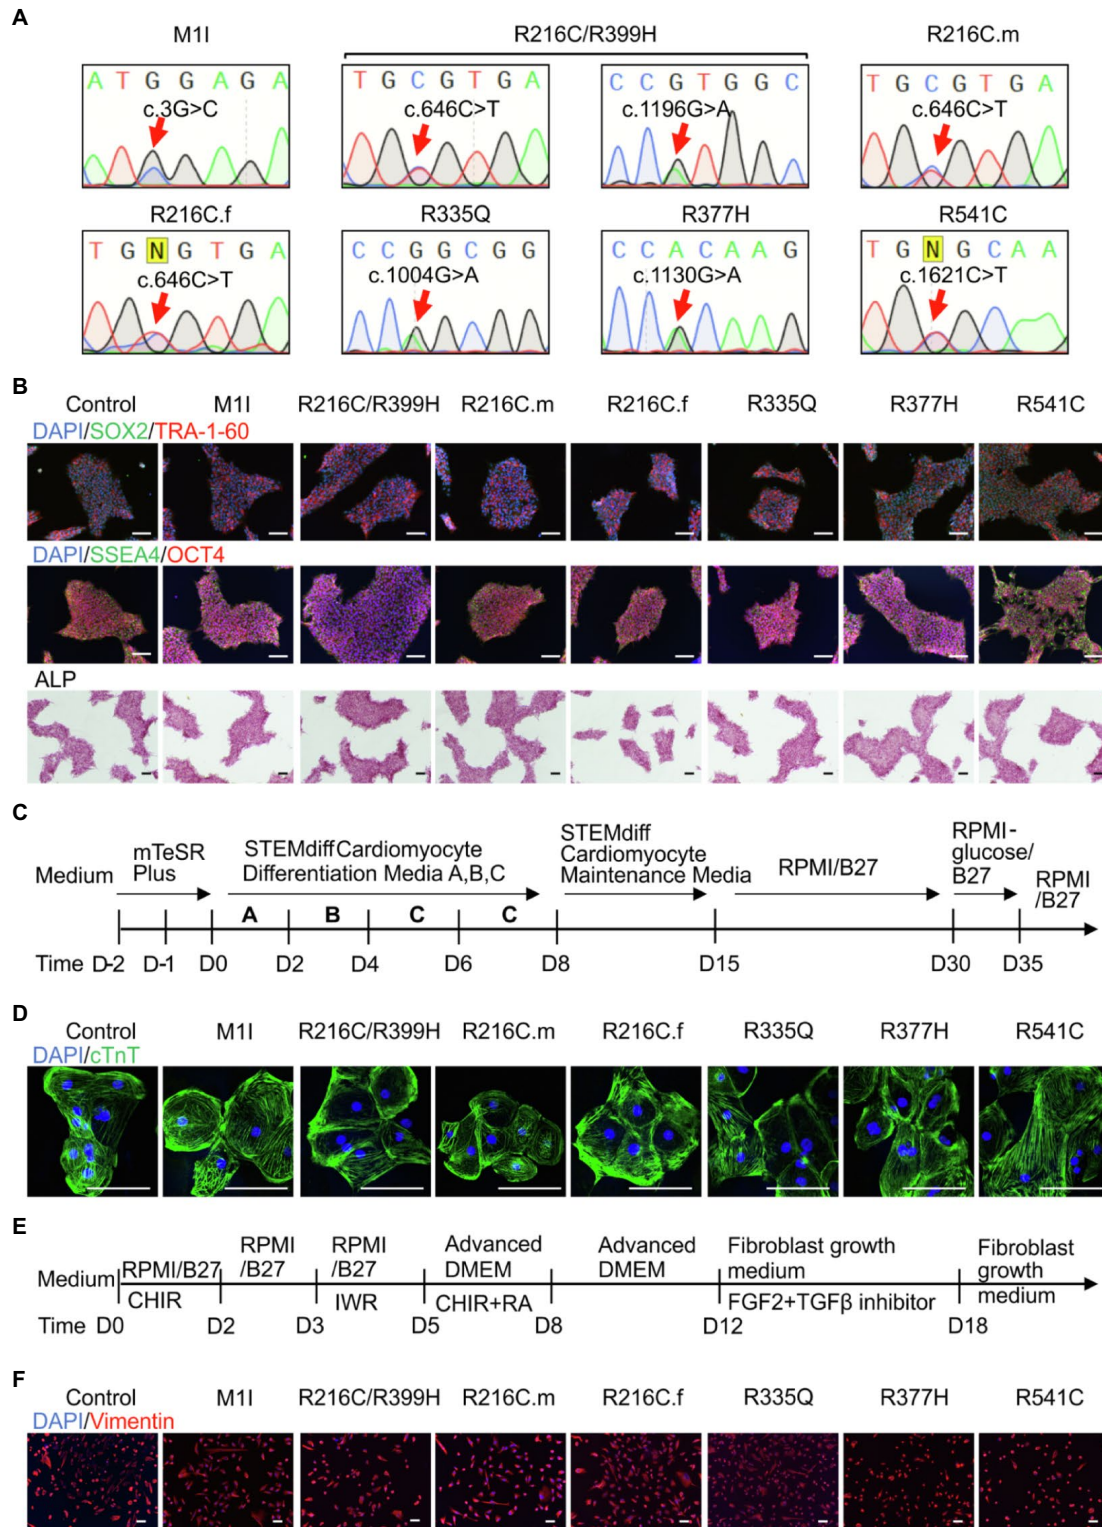 A
M1I
R216C/R399H
R216C.m
A T G G A G A
c.3G>C
T G C G T G A
c.646C>T
C C G T G G C
c.1196G>A
T G C G T G A
c.646C>T
R216C.f
R335Q
R377H
R541C
T G N G T G A
c.646C>T
C C G G C G G
c.1004G>A
C C A C A A G
c.1130G>A
T G N G C A A
c.1621C>T
B
Control M1I R216C/R399H R216C.m R216C.f R335Q R377H R541C
DAPI/SOX2/TRA-1-60
DAPI/SSEA4/OCT4
ALP
C
Medium
mTeSR
Plus
STEMdiff Cardiomyocyte
Differentiation Media A,B,C
STEMdiff
Cardiomyocyte
Maintenance Media
RPMI/B27
RPMI-
glucose/
B27
RPMI
/B27
A B C C
Time D-2 D-1 D0 D2 D4 D6 D8 D15 D30 D35
D
Control M1I R216C/R399H R216C.m R216C.f R335Q R377H R541C
DAPI/cTnT
E
Medium
RPMI/B27
CHIR
RPMI
/B27
RPMI
/B27
IWR
Advanced
DMEM
CHIR+RA
Advanced
DMEM
Fibroblast growth
medium
FGF2+TGFβ inhibitor
Fibroblast
growth
medium
Time D0 D2 D3 D5 D8 D12 D18
F
Control M1I R216C/R399H R216C.m R216C.f R335Q R377H R541C
DAPI/Vimentin